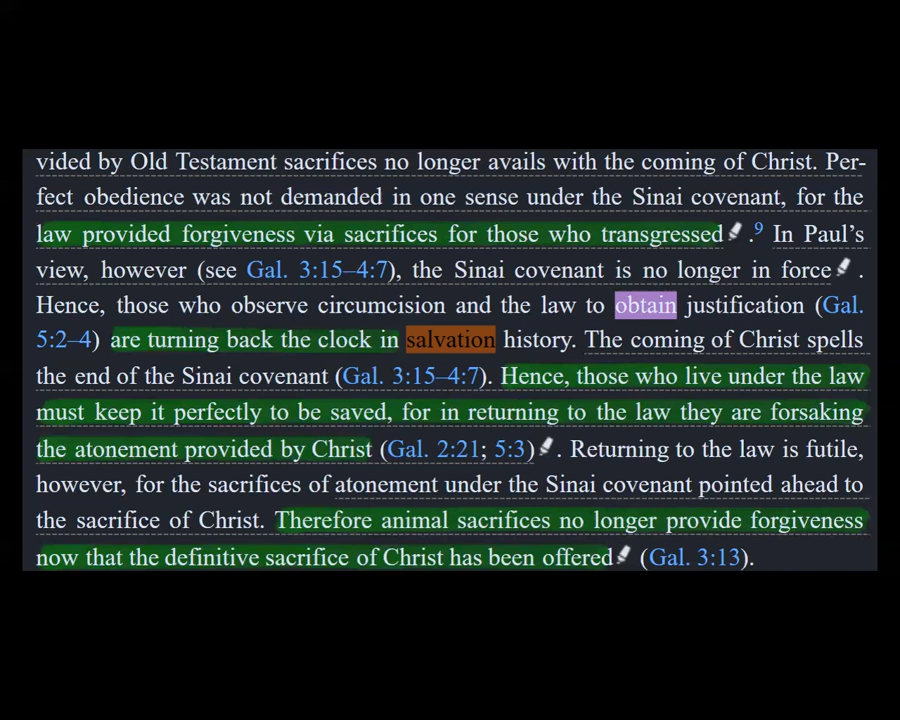 vided by Old Testament sacrifices no longer avails with the coming of Christ. Per-
fect obedience was not demanded in one sense under the Sinai covenant, for the
law provided forgiveness via sacrifices for those who transgressed .9 In Paul’s
view, however (see Gal. 3:15–4:7), the Sinai covenant is no longer in force .
Hence, those who observe circumcision and the law to obtain justification (Gal.
5:2–4) are turning back the clock in salvation history. The coming of Christ spells
the end of the Sinai covenant (Gal. 3:15–4:7). Hence, those who live under the law
must keep it perfectly to be saved, for in returning to the law they are forsaking
the atonement provided by Christ (Gal. 2:21; 5:3) . Returning to the law is futile,
however, for the sacrifices of atonement under the Sinai covenant pointed ahead to
the sacrifice of Christ. Therefore animal sacrifices no longer provide forgiveness
now that the definitive sacrifice of Christ has been offered (Gal. 3:13).